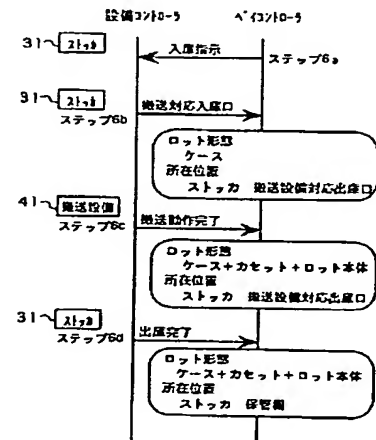 設備コントローラ ベイコントローラ
31 ストッカ
入庫指示
ステップ6a
31 ストッカ
搬送対応入庫口
ステップ6b
ロット形態
ケース
所在位置
ストッカ 搬送設備対応出庫口
41 搬送設備
ステップ6c
搬送動作完了
ロット形態
ケース+カセット+ロット本体
所在位置
ストッカ 搬送設備対応出庫口
31 ストッカ
ステップ6d
出庫完了
ロット形態
ケース+カセット+ロット本体
所在位置
ストッカ 保管棚